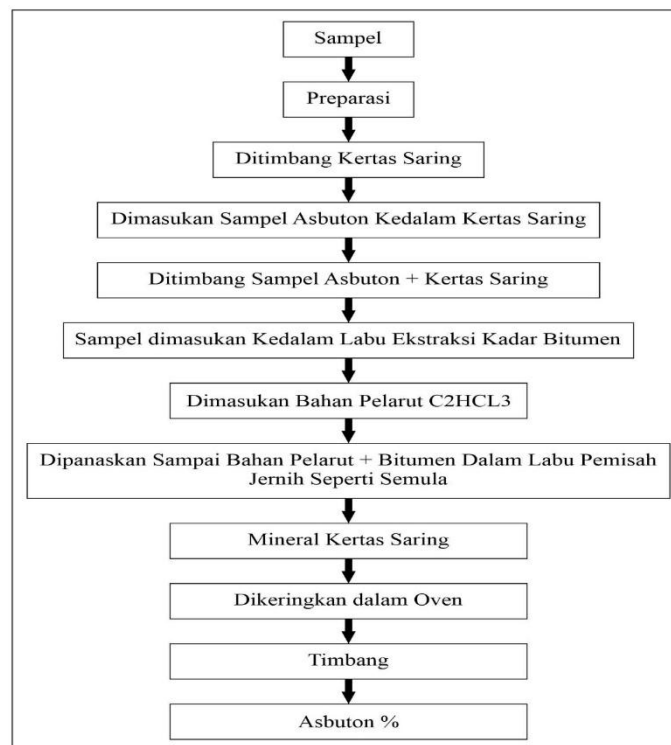 Sampel
Preparasi
Ditimbang Kertas Saring
Dimasukan Sampel Asbuton Kedalam Kertas Saring
Ditimbang Sampel Asbuton + Kertas Saring
Sampel dimasukan Kedalam Labu Ekstraksi Kadar Bitumen
Dimasukan Bahan Pelarut C2HCL3
Dipanaskan Sampai Bahan Pelarut + Bitumen Dalam Labu Pemisah
Jernih Seperti Semula
Mineral Kertas Saring
Dikeringkan dalam Oven
Timbang
Asbuton %